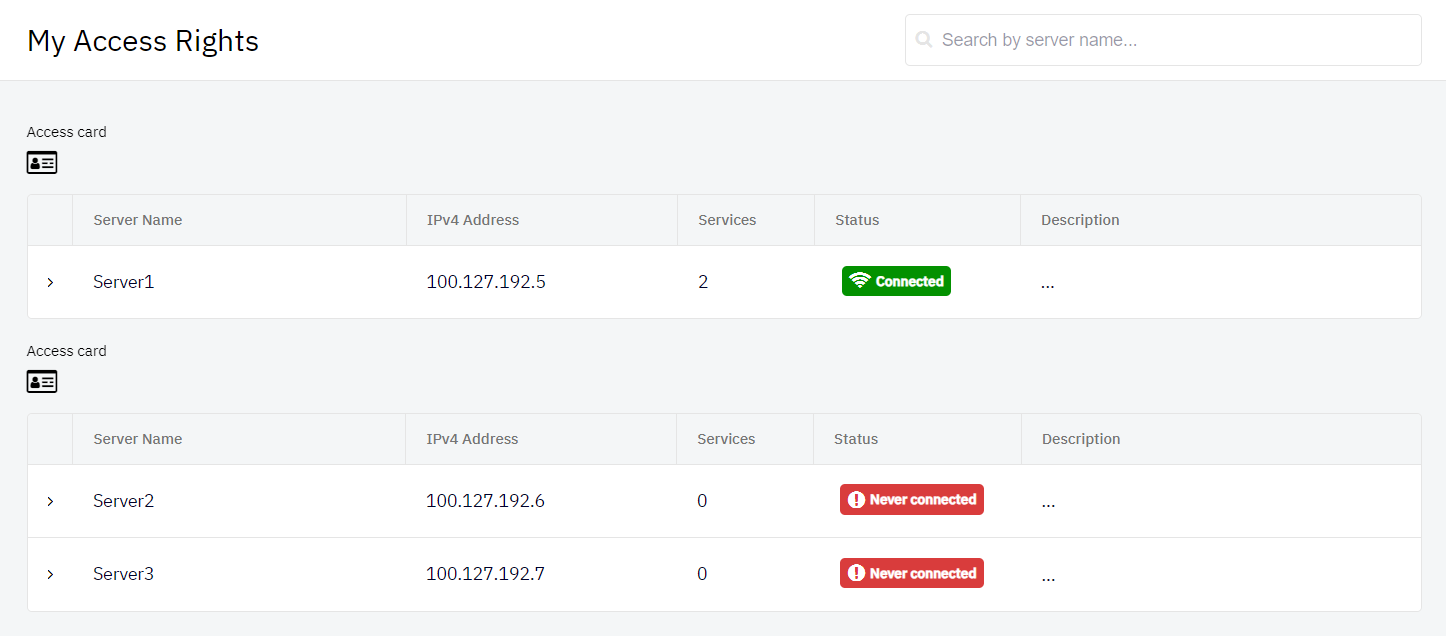 My Access Rights
Search by server name...
Access card
Server Name IPv4 Address Services Status Description
Server1 100.127.192.5 2 Connected ...
Access card
Server Name IPv4 Address Services Status Description
Server2 100.127.192.6 0 Never connected ...
Server3 100.127.192.7 0 Never connected ...